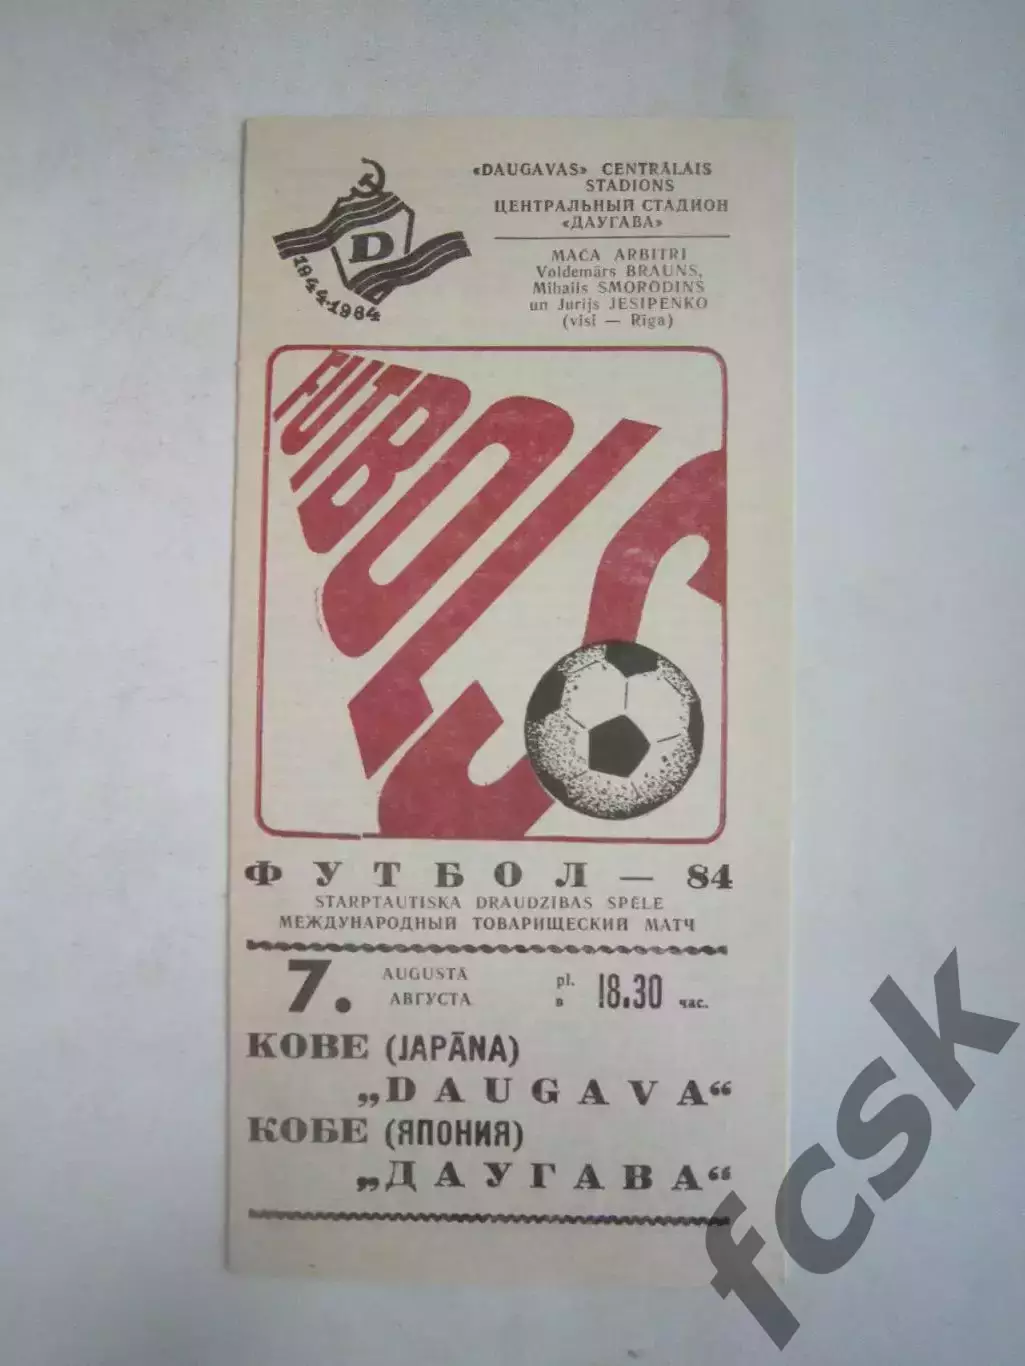 «DAUGAVAS» CENTRĀLAIS
STADIONS
ЦЕНТРАЛЬНЫЙ СТАДИОН
«ДАУГАВА»
D
1944-1984
MAČA ARBITRI
Voldemārs BRAUNS,
Mihails SMORODINS
un Jurijs JESIPENKO
(visi — Rīga)
FUTBOLS
ФУТБОЛ — 84
STARPTAUTISKA DRAUDZĪBAS SPĒLE
МЕЖДУНАРОДНЫЙ ТОВАРИЩЕСКИЙ МАТЧ
7. AUGUSTĀ pl. 18.30
АВГУСТА в час.
KOBE (JAPĀNA)
„DAUGAVA“
КОБЕ (ЯПОНИЯ)
„ДАУГАВА“
fcsk